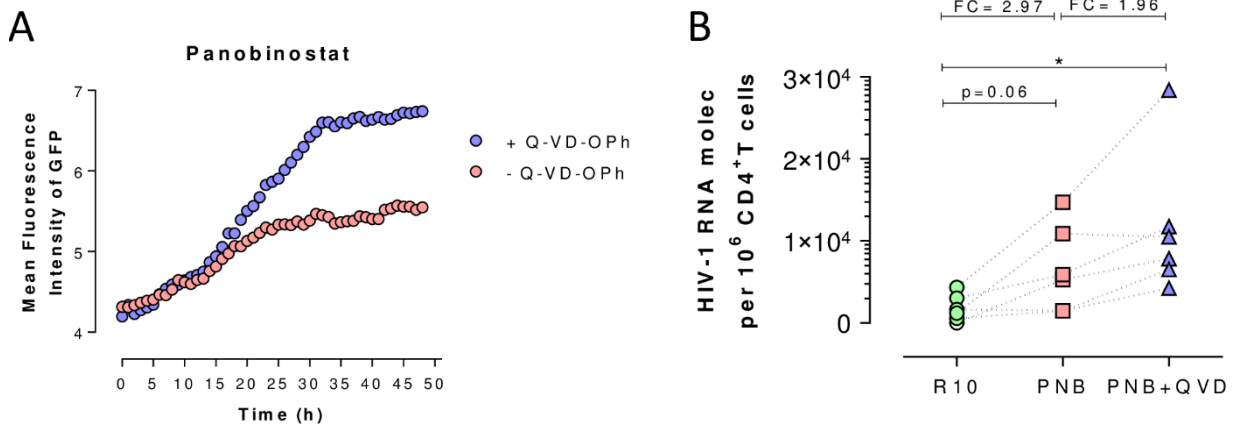 A
Panobinostat
Mean Fluorescence
Intensity of GFP
7
6
5
4
0 5 10 15 20 25 30 35 40 45 50
Time (h)
+ Q-VD-OPh
- Q-VD-OPh
B
FC = 2.97 FC = 1.96
*
p=0.06
HIV-1 RNA molec
per 10⁶ CD4⁺T cells
3×10⁴
2×10⁴
1×10⁴
0
R10 PNB PNB+QVD